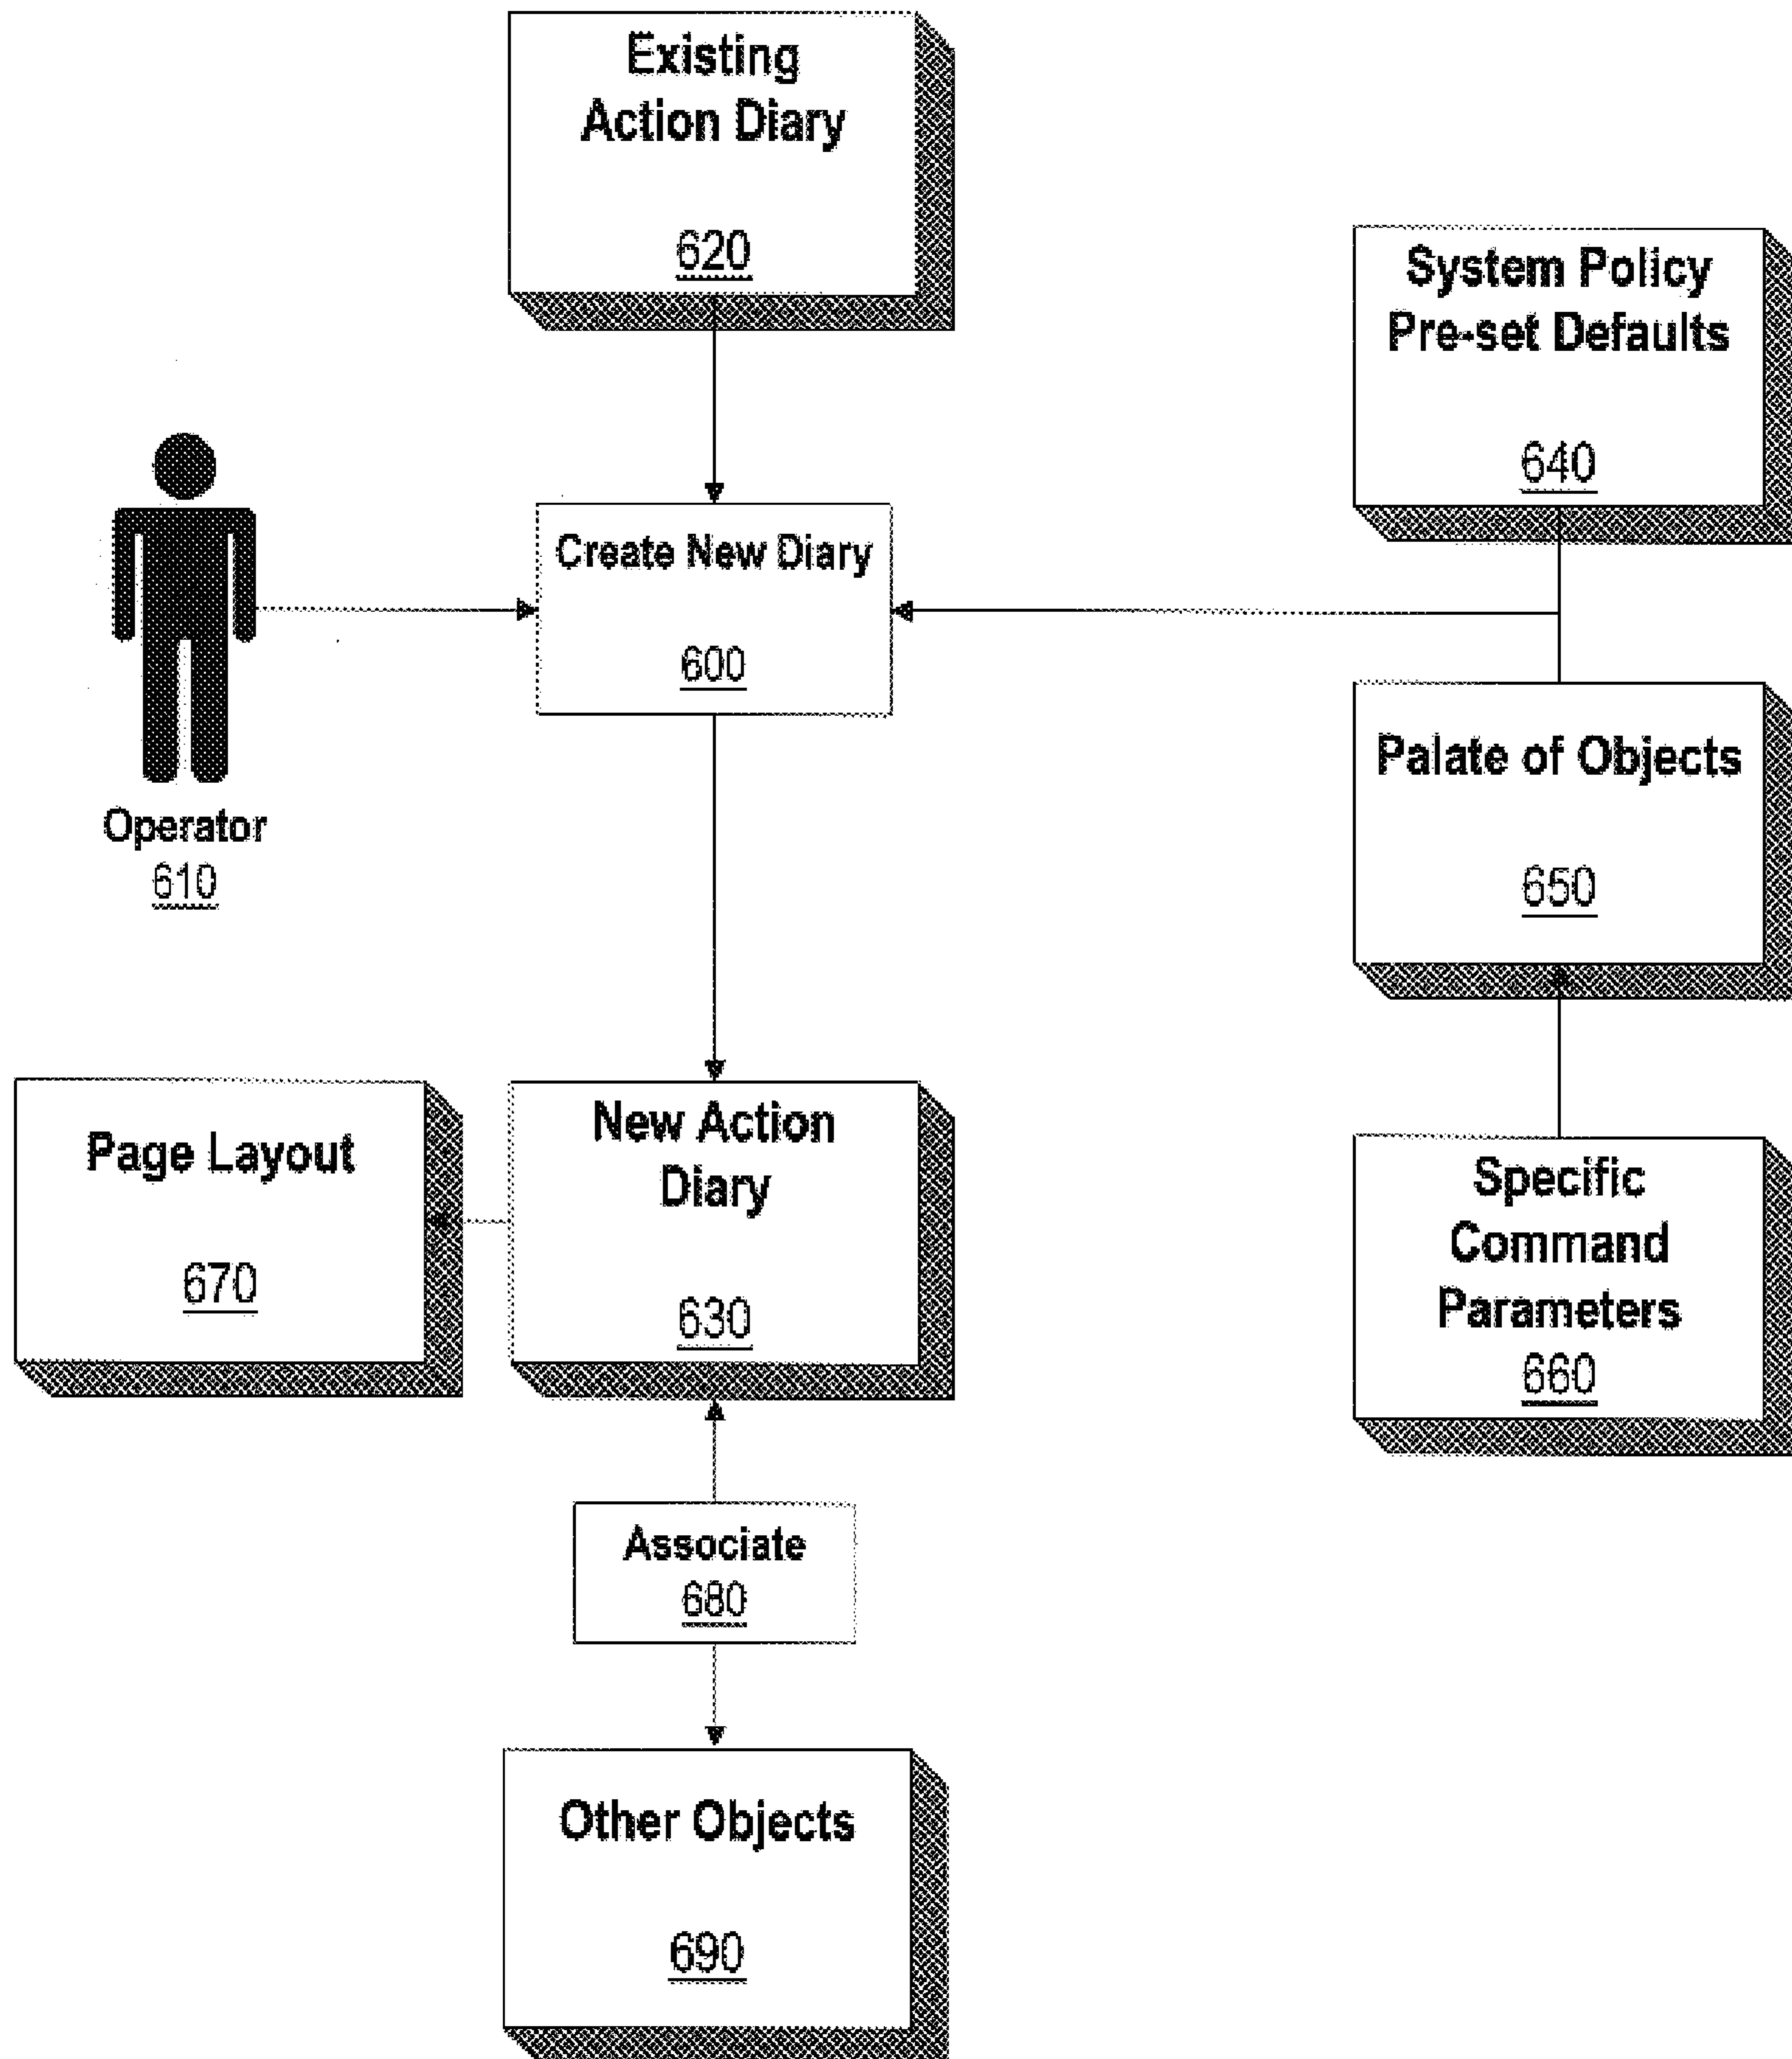 Existing
Action Diary
620
System Policy
Pre-set Defaults
640
Create New Diary
600
Operator
610
Palate of Objects
650
Page Layout
670
New Action
Diary
630
Specific
Command
Parameters
660
Associate
680
Other Objects
690